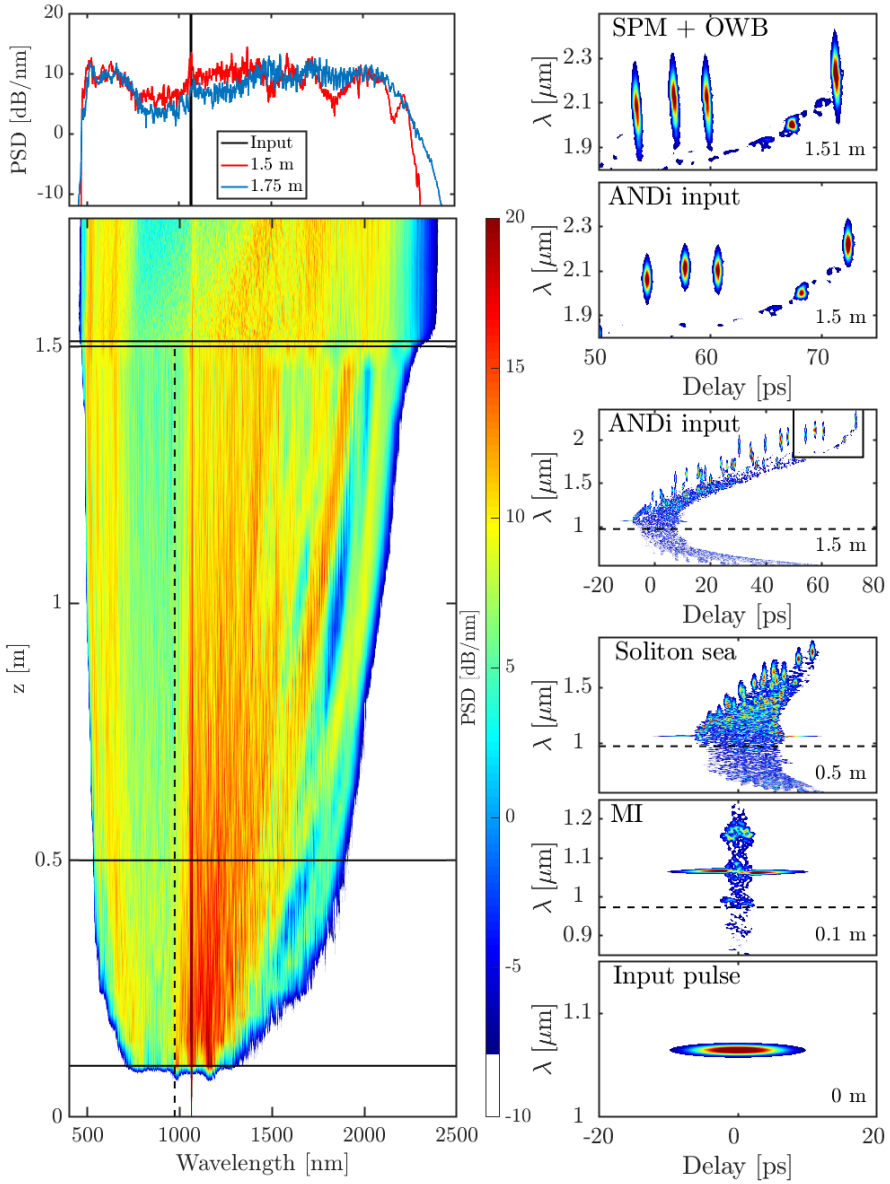 20
10
0
-10
PSD [dB/nm]
Input
1.5 m
1.75 m
1.5
1
0.5
0
z [m]
500
1000
1500
2000
2500
Wavelength [nm]
20
15
10
5
0
-5
-10
PSD [dB/nm]
SPM + OWB
2.3
2.1
1.9
λ [μm]
1.51 m
ANDi input
2.3
2.1
1.9
λ [μm]
1.5 m
50
60
70
Delay [ps]
ANDi input
2
1.5
1
λ [μm]
1.5 m
-20
0
20
40
60
80
Delay [ps]
Soliton sea
1.5
1
λ [μm]
0.5 m
MI
1.2
1.1
1
0.9
λ [μm]
0.1 m
Input pulse
1.1
1
λ [μm]
0 m
-20
0
20
Delay [ps]